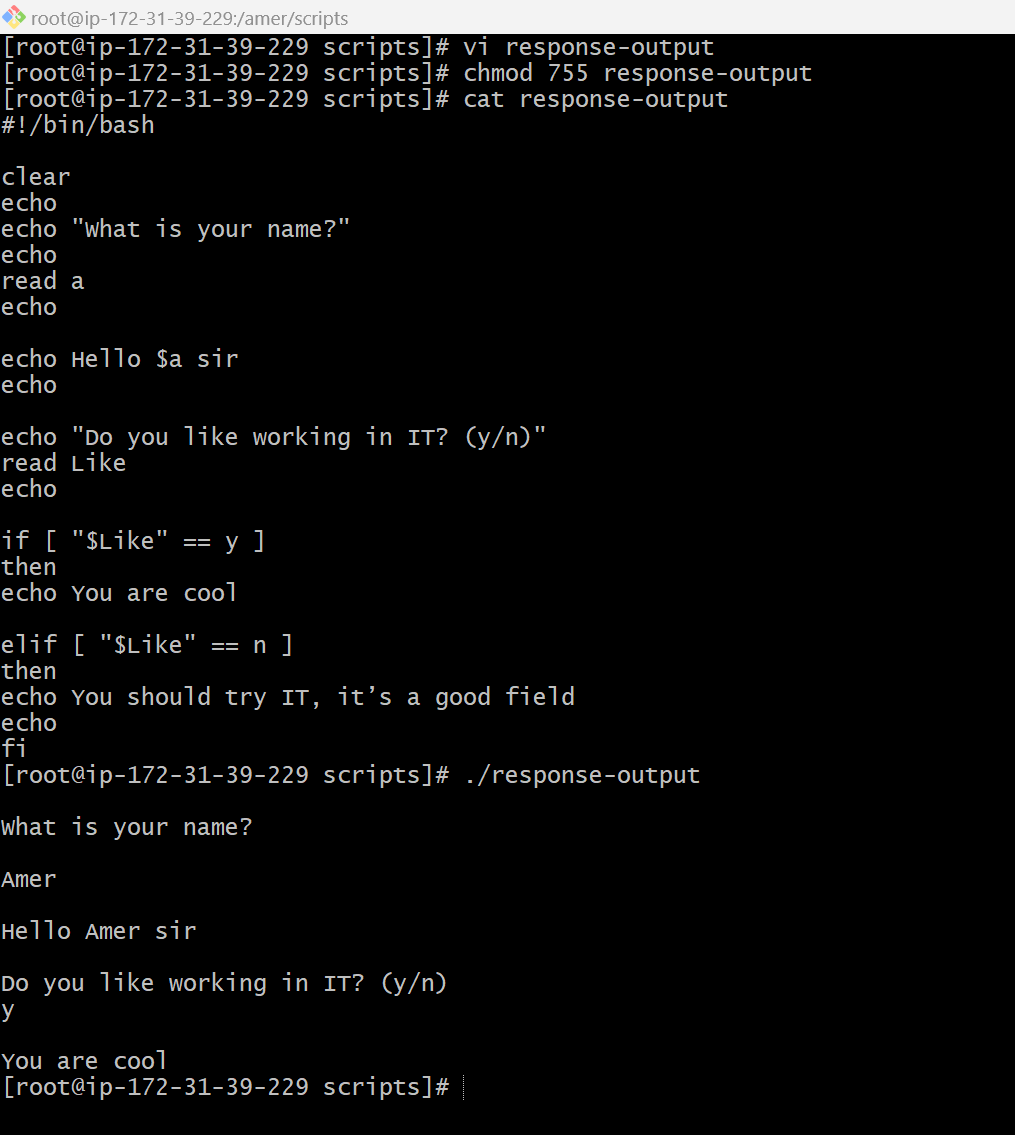 root@ip-172-31-39-229:/amer/scripts
[root@ip-172-31-39-229 scripts]# vi response-output
[root@ip-172-31-39-229 scripts]# chmod 755 response-output
[root@ip-172-31-39-229 scripts]# cat response-output
#!/bin/bash
clear
echo
echo "What is your name?"
echo
read a
echo
echo Hello $a sir
echo
echo "Do you like working in IT? (y/n)"
read Like
echo
if [ "$Like" == y ]
then
echo You are cool
elif [ "$Like" == n ]
then
echo You should try IT, it’s a good field
echo
fi
[root@ip-172-31-39-229 scripts]# ./response-output
What is your name?
Amer
Hello Amer sir
Do you like working in IT? (y/n)
y
You are cool
[root@ip-172-31-39-229 scripts]#